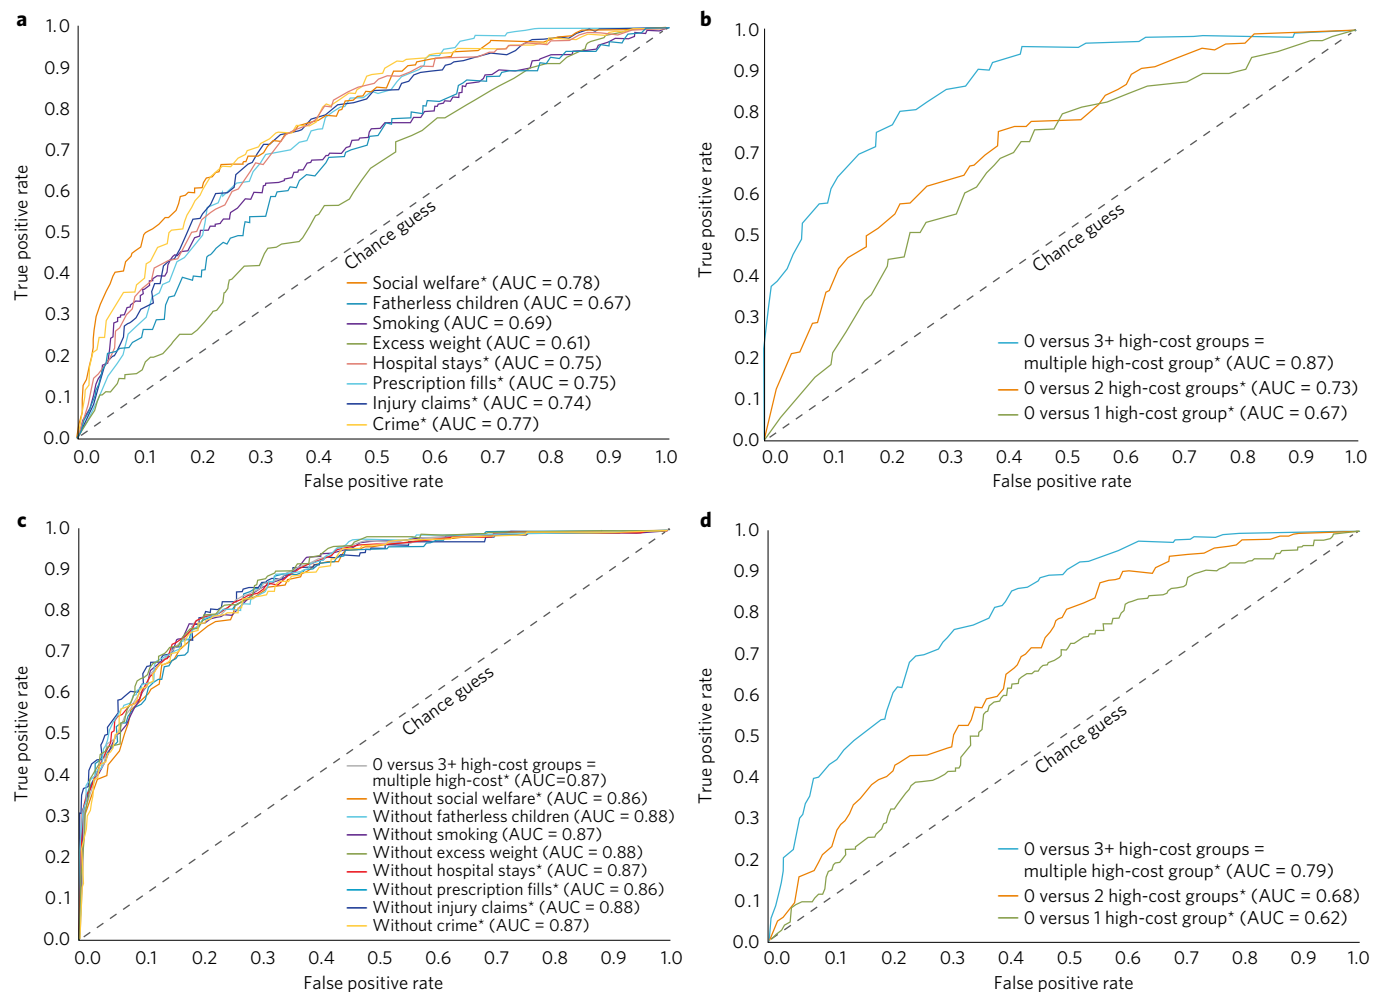 a
1.0
0.9
0.8
0.7
0.6
0.5
0.4
0.3
0.2
0.1
0.0
True positive rate
Chance guess
Social welfare* (AUC = 0.78)
Fatherless children (AUC = 0.67)
Smoking (AUC = 0.69)
Excess weight (AUC = 0.61)
Hospital stays* (AUC = 0.75)
Prescription fills* (AUC = 0.75)
Injury claims* (AUC = 0.74)
Crime* (AUC = 0.77)
0.0 0.1 0.2 0.3 0.4 0.5 0.6 0.7 0.8 0.9 1.0
False positive rate
b
1.0
0.9
0.8
0.7
0.6
0.5
0.4
0.3
0.2
0.1
0.0
True positive rate
Chance guess
0 versus 3+ high-cost groups =
multiple high-cost group* (AUC = 0.87)
0 versus 2 high-cost groups* (AUC = 0.73)
0 versus 1 high-cost group* (AUC = 0.67)
0.0 0.1 0.2 0.3 0.4 0.5 0.6 0.7 0.8 0.9 1.0
False positive rate
c
1.0
0.9
0.8
0.7
0.6
0.5
0.4
0.3
0.2
0.1
0.0
True positive rate
Chance guess
0 versus 3+ high-cost groups =
multiple high-cost* (AUC=0.87)
Without social welfare* (AUC = 0.86)
Without fatherless children (AUC = 0.88)
Without smoking (AUC = 0.87)
Without excess weight (AUC = 0.88)
Without hospital stays* (AUC = 0.87)
Without prescription fills* (AUC = 0.86)
Without injury claims* (AUC = 0.88)
Without crime* (AUC = 0.87)
0.0 0.1 0.2 0.3 0.4 0.5 0.6 0.7 0.8 0.9 1.0
False positive rate
d
1.0
0.9
0.8
0.7
0.6
0.5
0.4
0.3
0.2
0.1
0.0
True positive rate
Chance guess
0 versus 3+ high-cost groups =
multiple high-cost group* (AUC = 0.79)
0 versus 2 high-cost groups* (AUC = 0.68)
0 versus 1 high-cost group* (AUC = 0.62)
0.0 0.1 0.2 0.3 0.4 0.5 0.6 0.7 0.8 0.9 1.0
False positive rate